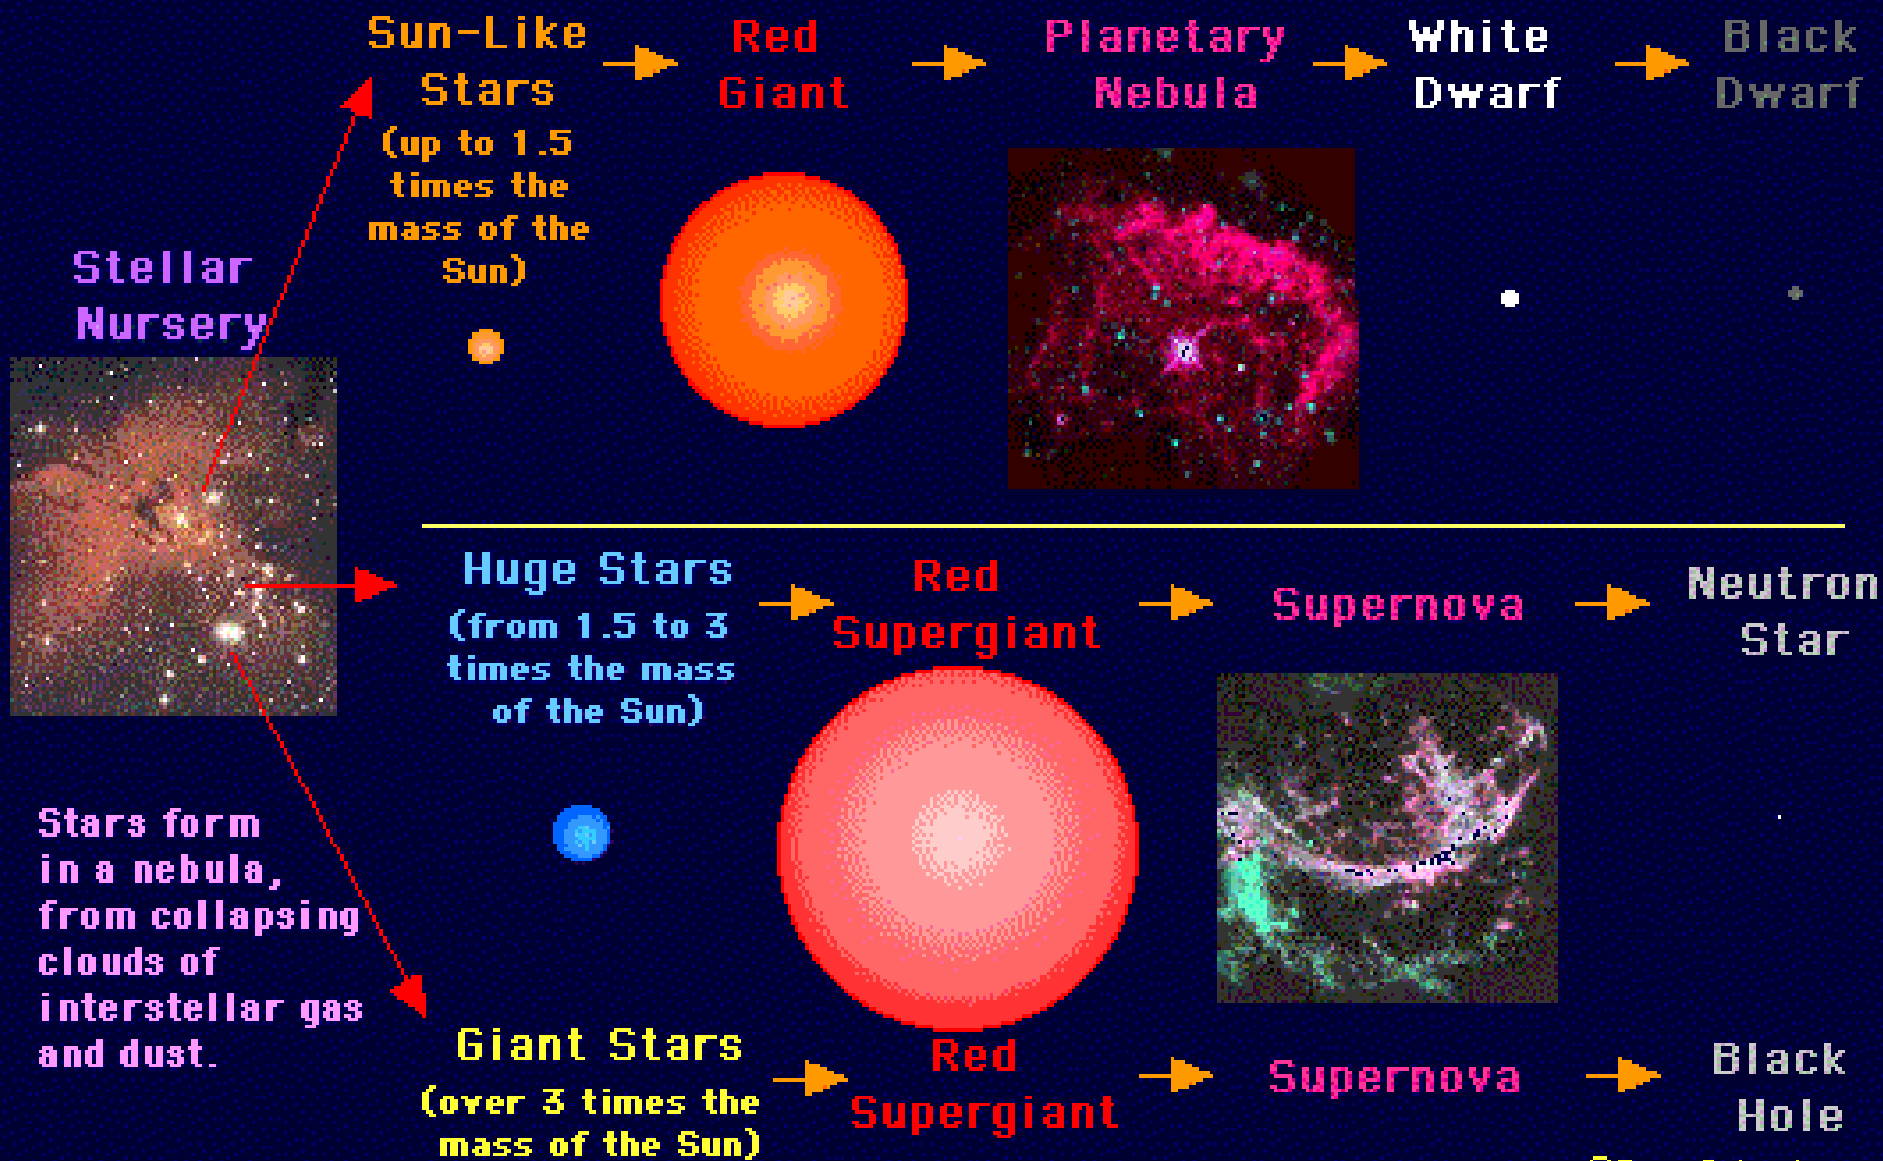 Sun-Like
Stars
(up to 1.5
times the
mass of the
Sun)
Red
Giant
Planetary
Nebula
White
Dwarf
Black
Dwarf
Stellar
Nursery
Huge Stars
(from 1.5 to 3
times the mass
of the Sun)
Red
Supergiant
Supernova
Neutron
Star
Stars form
in a nebula,
from collapsing
clouds of
interstellar gas
and dust.
Giant Stars
(over 3 times the
mass of the Sun)
Red
Supergiant
Supernova
Black
Hole